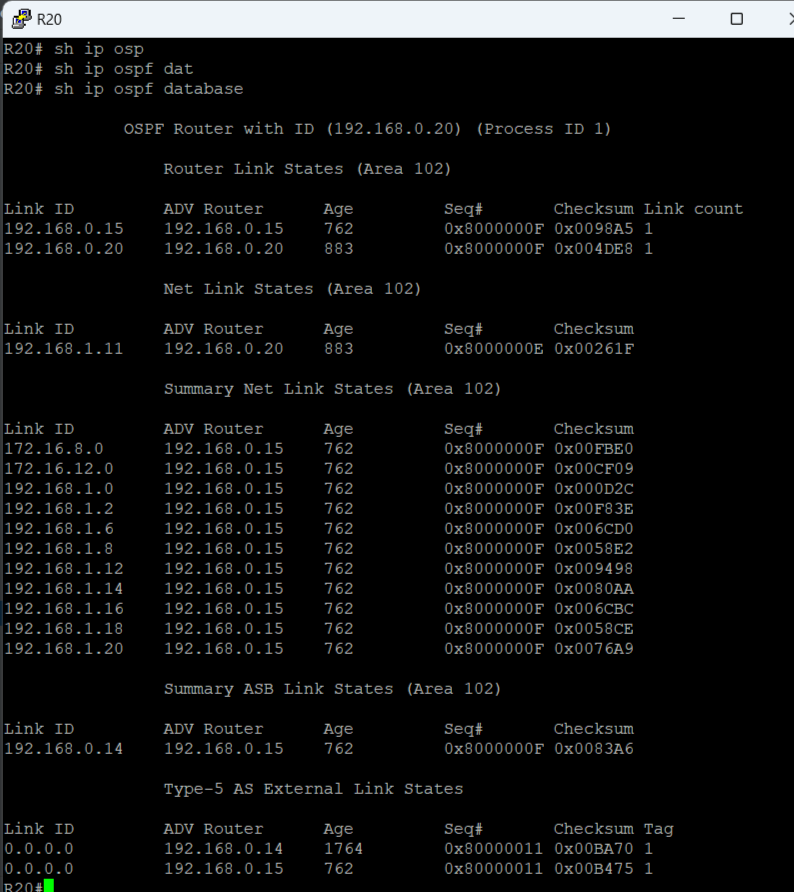 R20
R20# sh ip osp
R20# sh ip ospf dat
R20# sh ip ospf database
OSPF Router with ID (192.168.0.20) (Process ID 1)
Router Link States (Area 102)
Link ID ADV Router Age Seq# Checksum Link count
192.168.0.15 192.168.0.15 762 0x8000000F 0x0098A5 1
192.168.0.20 192.168.0.20 883 0x8000000F 0x004DE8 1
Net Link States (Area 102)
Link ID ADV Router Age Seq# Checksum
192.168.1.11 192.168.0.20 883 0x8000000E 0x00261F
Summary Net Link States (Area 102)
Link ID ADV Router Age Seq# Checksum
172.16.8.0 192.168.0.15 762 0x8000000F 0x00FBE0
172.16.12.0 192.168.0.15 762 0x8000000F 0x00CF09
192.168.1.0 192.168.0.15 762 0x8000000F 0x000D2C
192.168.1.2 192.168.0.15 762 0x8000000F 0x00F83E
192.168.1.6 192.168.0.15 762 0x8000000F 0x006CD0
192.168.1.8 192.168.0.15 762 0x8000000F 0x0058E2
192.168.1.12 192.168.0.15 762 0x8000000F 0x009498
192.168.1.14 192.168.0.15 762 0x8000000F 0x0080AA
192.168.1.16 192.168.0.15 762 0x8000000F 0x006CBC
192.168.1.18 192.168.0.15 762 0x8000000F 0x0058CE
192.168.1.20 192.168.0.15 762 0x8000000F 0x0076A9
Summary ASB Link States (Area 102)
Link ID ADV Router Age Seq# Checksum
192.168.0.14 192.168.0.15 762 0x8000000F 0x0083A6
Type-5 AS External Link States
Link ID ADV Router Age Seq# Checksum Tag
0.0.0.0 192.168.0.14 1764 0x80000011 0x00BA70 1
0.0.0.0 192.168.0.15 762 0x80000011 0x00B475 1
R20#